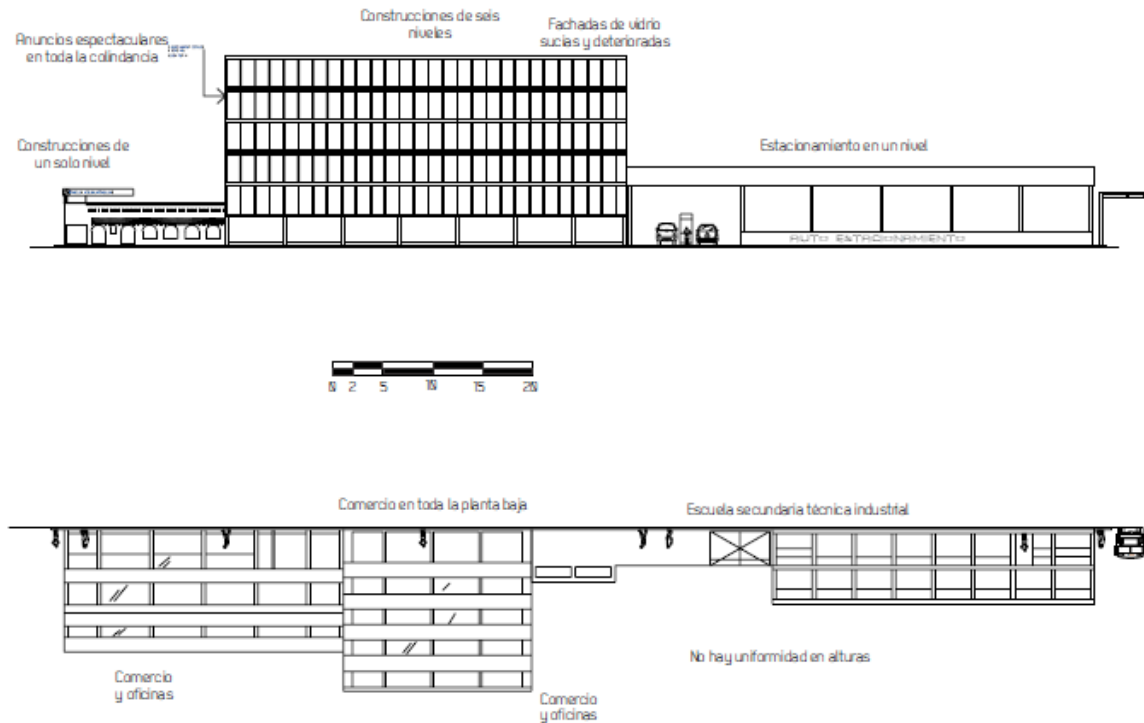 Construcciones de seis
niveles
Fachadas de vidrio
sucias y deterioradas
Anuncios espectaculares
en toda la colindancia
Construcciones de
un solo nivel
Estacionamiento en un nivel
AUTO ESTACIONAMIENTO
0 2 5 10 15 20
Comercio en toda la planta baja
Escuela secundaria técnica industrial
No hay uniformidad en alturas
Comercio
y oficinas
Comercio
y oficinas